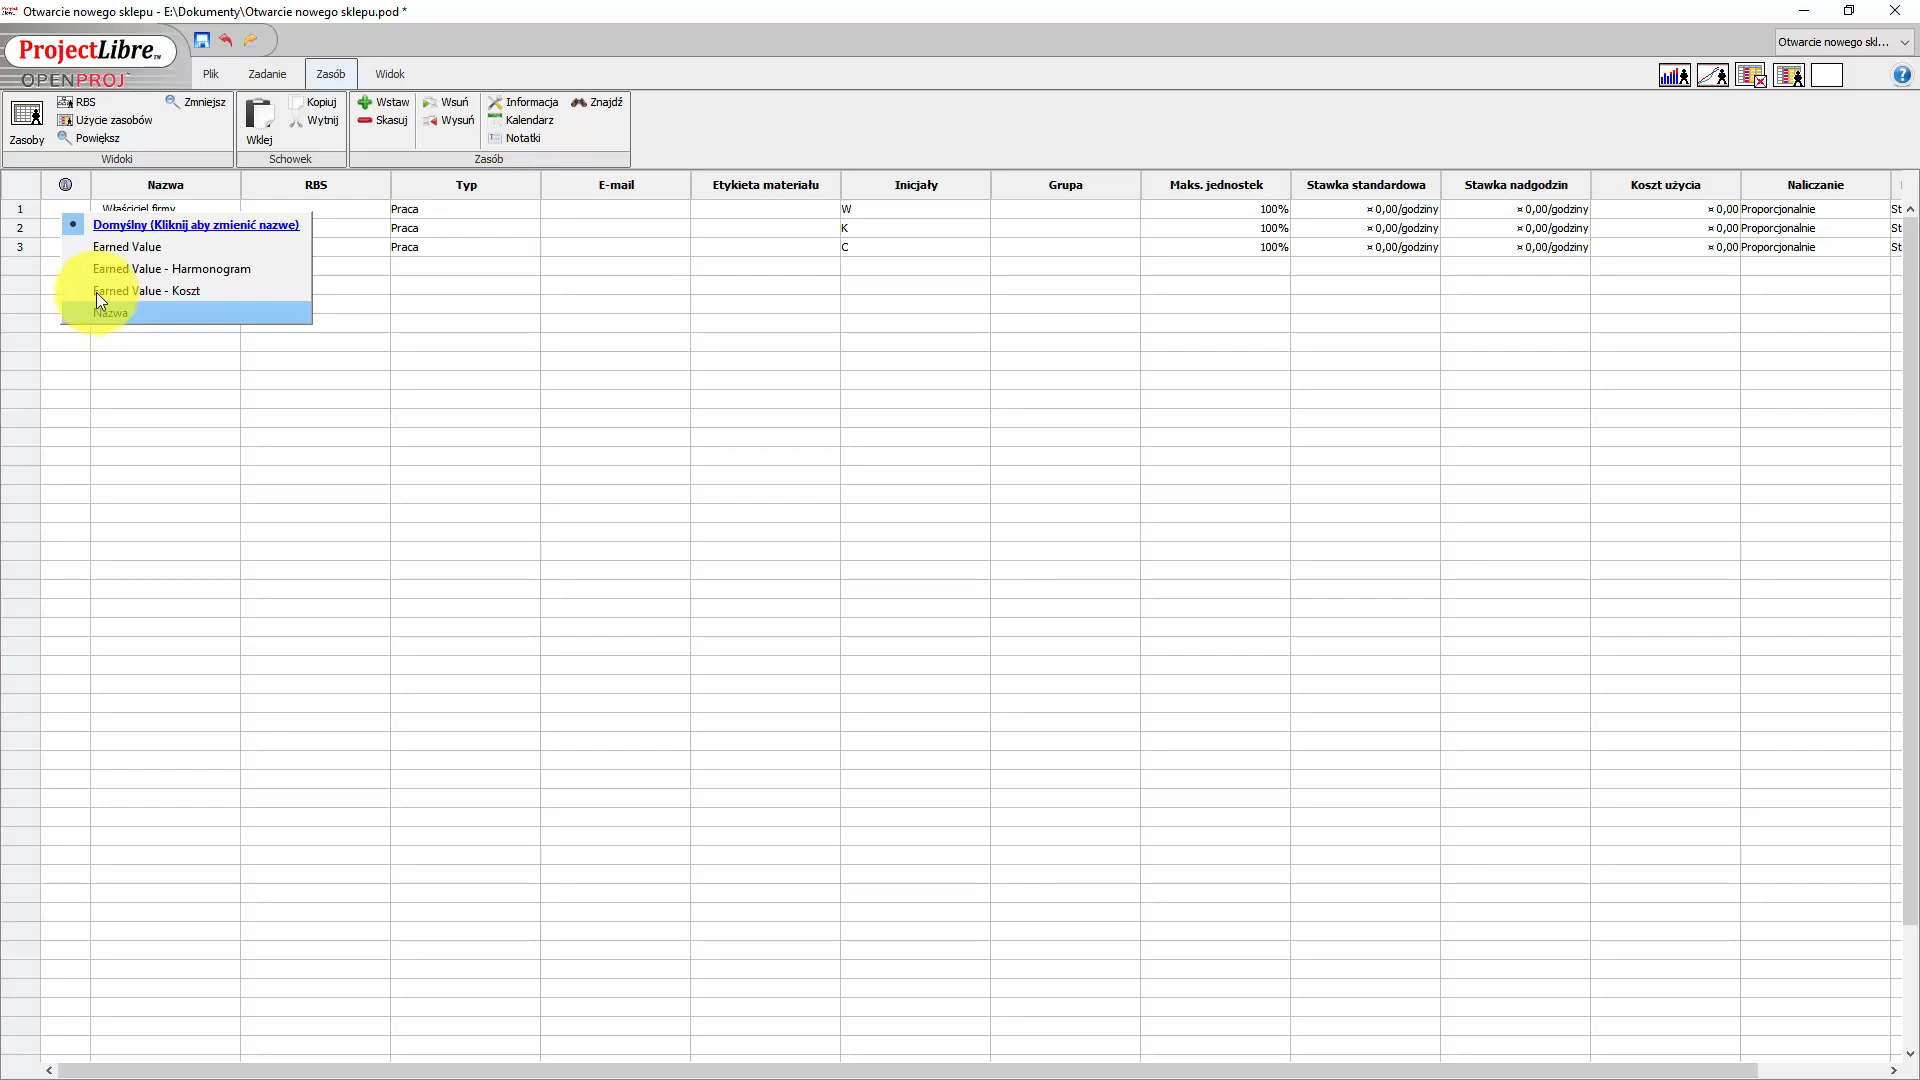 Otwarcie nowego sklepu - E:\Dokumenty\Otwarcie nowego sklepu.pod *
ProjectLibre™
OPENPROJ
Otwarcie nowego skl...
Plik Zadanie Zasób Widok
RBS Zmniejsz Kopiuj Wstaw Wsuń Informacja Znajdź
Użycie zasobów Wytnij Skasuj Wysuń Kalendarz
Zasoby Powiększ Wklej Notatki
Widoki Schowek Zasób
Nazwa RBS Typ E-mail Etykieta materiału Inicjały Grupa Maks. jednostek Stawka standardowa Stawka nadgodzin Koszt użycia Naliczanie
1 Właściciel firmy Praca W 100% ¤ 0,00/godziny ¤ 0,00/godziny ¤ 0,00 Proporcjonalnie St
2 Praca K 100% ¤ 0,00/godziny ¤ 0,00/godziny ¤ 0,00 Proporcjonalnie St
3 Praca C 100% ¤ 0,00/godziny ¤ 0,00/godziny ¤ 0,00 Proporcjonalnie St
Domyślny (Kliknij aby zmienić nazwe)
Earned Value
Earned Value - Harmonogram
Earned Value - Koszt
Nazwa